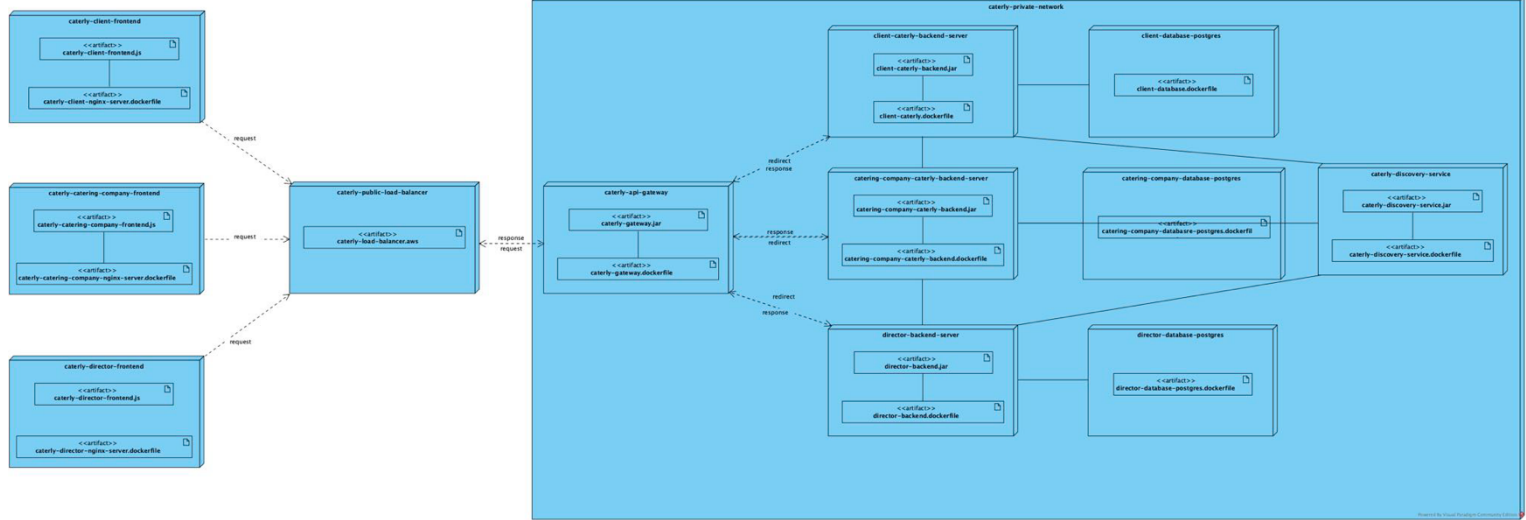 caterly-client-frontend
<<artifact>>
caterly-client-frontend.js
<<artifact>>
caterly-client-nginx-server.dockerfile
request
caterly-catering-company-frontend
<<artifact>>
caterly-catering-company-frontend.js
<<artifact>>
caterly-catering-company-nginx-server.dockerfile
request
caterly-director-frontend
<<artifact>>
caterly-director-frontend.js
<<artifact>>
caterly-director-nginx-server.dockerfile
request
caterly-public-load-balancer
<<artifact>>
caterly-load-balancer.aws
response
request
caterly-private-network
caterly-api-gateway
<<artifact>>
caterly-gateway.jar
<<artifact>>
caterly-gateway.dockerfile
redirect
response
response
redirect
redirect
response
client-caterly-backend-server
<<artifact>>
client-caterly-backend.jar
<<artifact>>
client-caterly.dockerfile
client-database-postgres
<<artifact>>
client-database.dockerfile
catering-company-caterly-backend-server
<<artifact>>
catering-company-caterly-backend.jar
<<artifact>>
catering-company-caterly-backend.dockerfile
catering-company-database-postgres
<<artifact>>
catering-company-databasre-postgres.dockerfil
caterly-discovery-service
<<artifact>>
caterly-discovery-service.jar
<<artifact>>
caterly-discovery-service.dockerfile
director-backend-server
<<artifact>>
director-backend.jar
<<artifact>>
director-backend.dockerfile
director-database-postgres
<<artifact>>
director-database-postgres.dockerfile
Powered By Visual Paradigm Community Edition